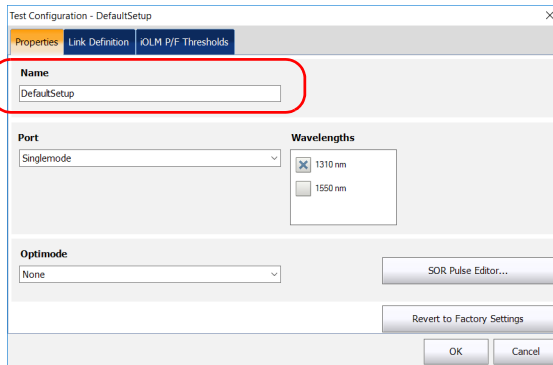 Test Configuration - DefaultSetup
Properties Link Definition iOLM P/F Thresholds
Name
DefaultSetup
Port Wavelengths
Singlemode
1310 nm
1550 nm
Optimode
None
SOR Pulse Editor...
Revert to Factory Settings
OK Cancel